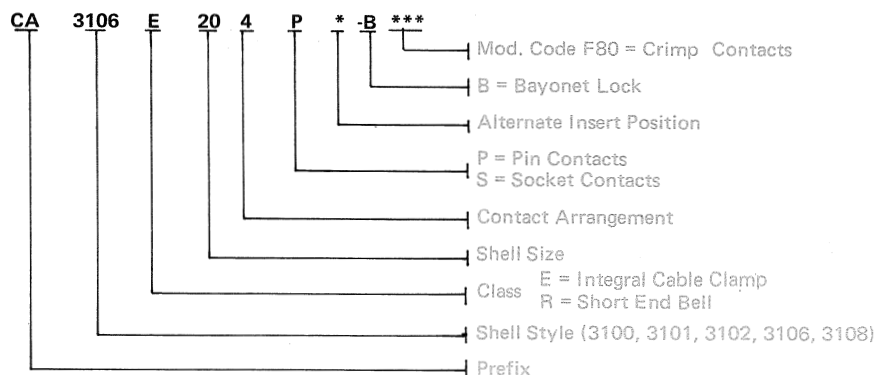 CA 3106 E 20 4 P * -B ***
Mod. Code F80 = Crimp Contacts
B = Bayonet Lock
Alternate Insert Position
P = Pin Contacts
S = Socket Contacts
Contact Arrangement
Shell Size
Class E = Integral Cable Clamp
R = Short End Bell
Shell Style (3100, 3101, 3102, 3106, 3108)
Prefix